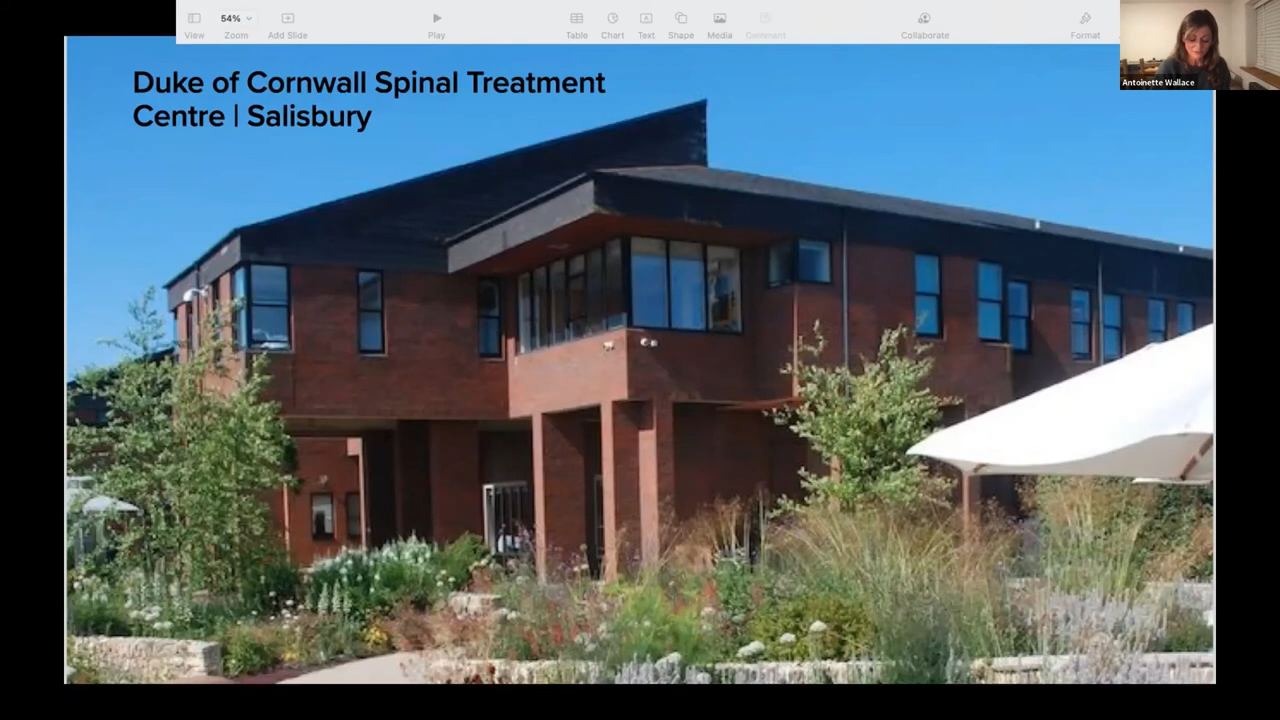 54%
View
Zoom
Add Slide
Play
Table
Chart
Text
Shape
Media
Comment
Collaborate
Format
Antoinette Wallace
Duke of Cornwall Spinal Treatment
Centre | Salisbury